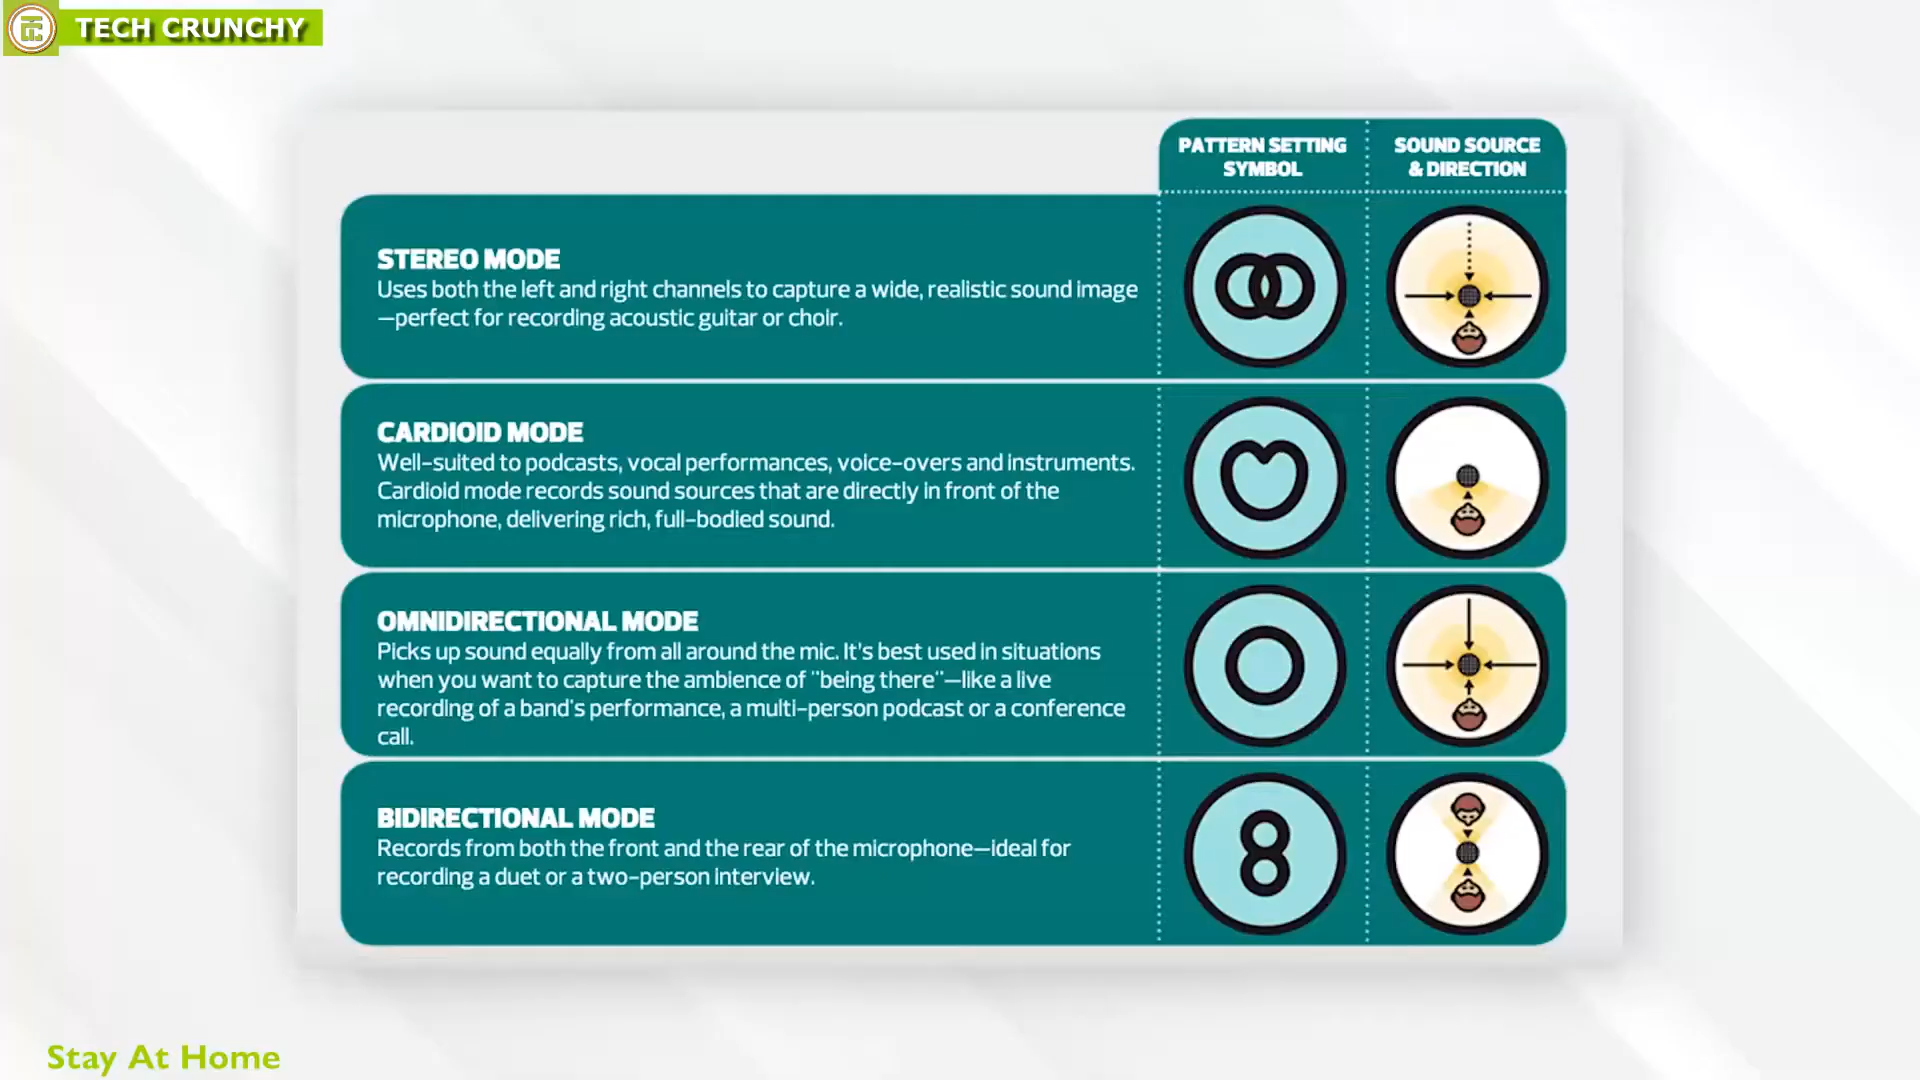 TECH CRUNCHY
PATTERN SETTING
SYMBOL
SOUND SOURCE
& DIRECTION
STEREO MODE
Uses both the left and right channels to capture a wide, realistic sound image
—perfect for recording acoustic guitar or choir.
CARDIOID MODE
Well-suited to podcasts, vocal performances, voice-overs and instruments.
Cardioid mode records sound sources that are directly in front of the
microphone, delivering rich, full-bodied sound.
OMNIDIRECTIONAL MODE
Picks up sound equally from all around the mic. It's best used in situations
when you want to capture the ambience of "being there"—like a live
recording of a band's performance, a multi-person podcast or a conference
call.
BIDIRECTIONAL MODE
Records from both the front and the rear of the microphone—ideal for
recording a duet or a two-person interview.
Stay At Home